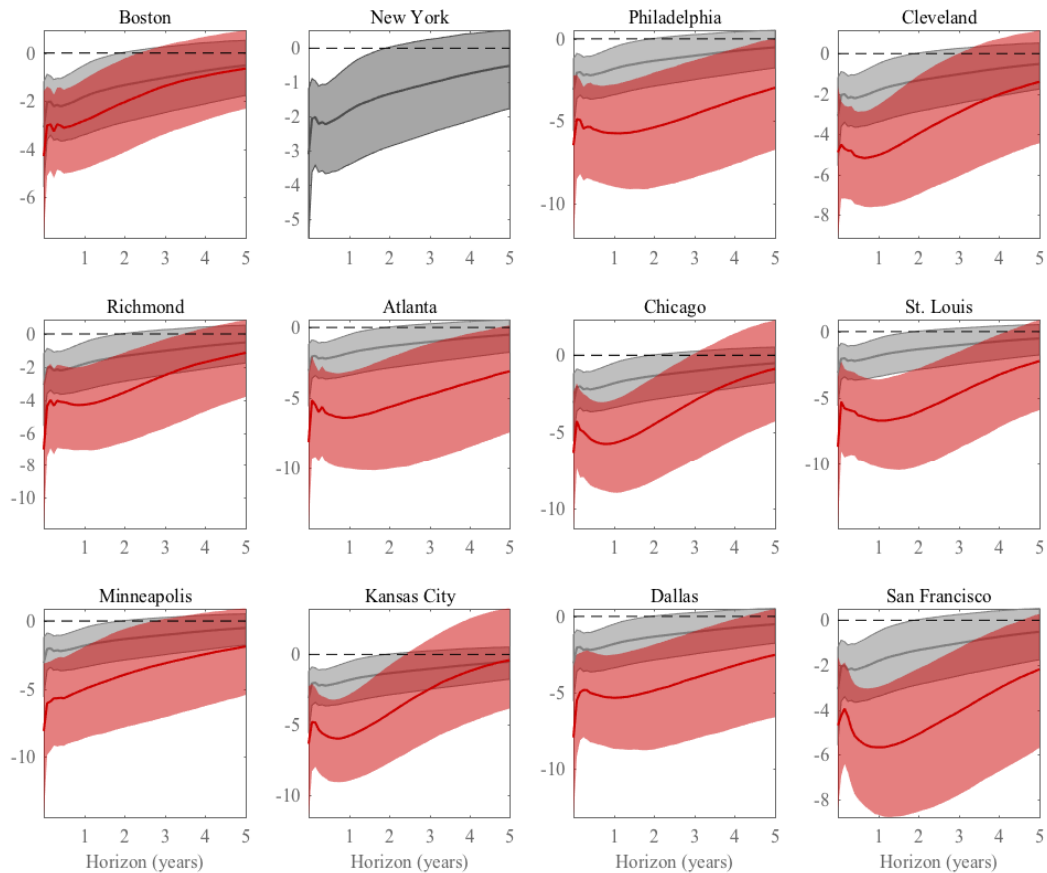 Boston
New York
Philadelphia
Cleveland
0
-2
-4
-6
1 2 3 4 5
0
-1
-2
-3
-4
-5
1 2 3 4 5
0
-5
-10
1 2 3 4 5
0
-2
-4
-6
-8
1 2 3 4 5
Richmond
Atlanta
Chicago
St. Louis
0
-2
-4
-6
-8
-10
1 2 3 4 5
0
-5
-10
1 2 3 4 5
0
-5
-10
1 2 3 4 5
0
-5
-10
1 2 3 4 5
Minneapolis
Kansas City
Dallas
San Francisco
0
-5
-10
1 2 3 4 5
Horizon (years)
0
-5
-10
1 2 3 4 5
Horizon (years)
0
-5
-10
1 2 3 4 5
Horizon (years)
0
-2
-4
-6
-8
1 2 3 4 5
Horizon (years)